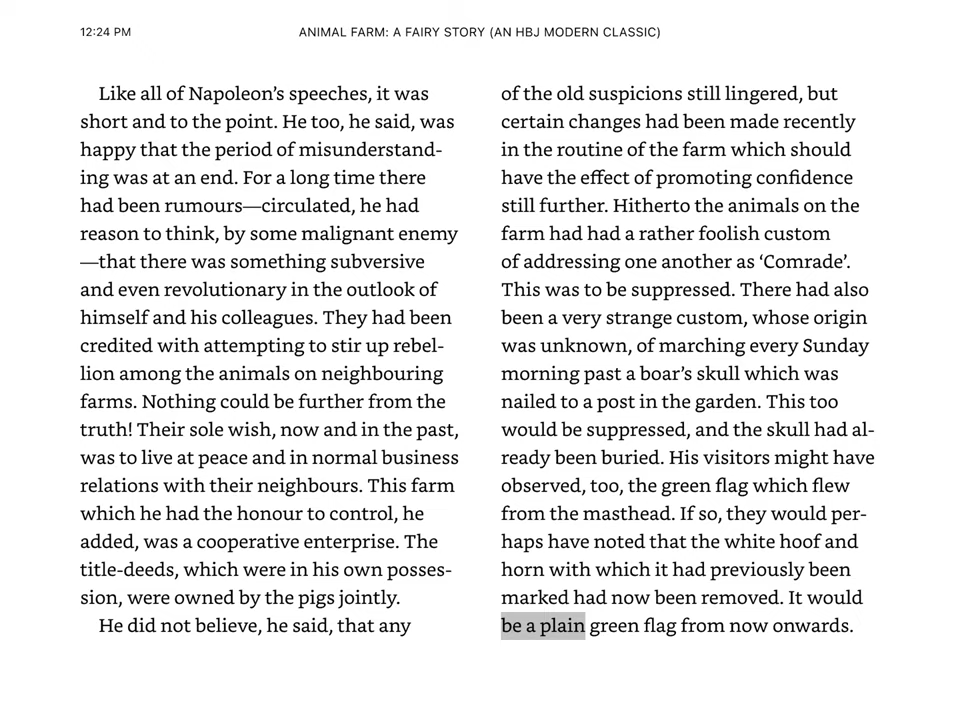 12:24 PM
ANIMAL FARM: A FAIRY STORY (AN HBJ MODERN CLASSIC)
Like all of Napoleon’s speeches, it was
short and to the point. He too, he said, was
happy that the period of misunderstand-
ing was at an end. For a long time there
had been rumours—circulated, he had
reason to think, by some malignant enemy
—that there was something subversive
and even revolutionary in the outlook of
himself and his colleagues. They had been
credited with attempting to stir up rebel-
lion among the animals on neighbouring
farms. Nothing could be further from the
truth! Their sole wish, now and in the past,
was to live at peace and in normal business
relations with their neighbours. This farm
which he had the honour to control, he
added, was a cooperative enterprise. The
title-deeds, which were in his own posses-
sion, were owned by the pigs jointly.
He did not believe, he said, that any
of the old suspicions still lingered, but
certain changes had been made recently
in the routine of the farm which should
have the effect of promoting confidence
still further. Hitherto the animals on the
farm had had a rather foolish custom
of addressing one another as ‘Comrade’.
This was to be suppressed. There had also
been a very strange custom, whose origin
was unknown, of marching every Sunday
morning past a boar’s skull which was
nailed to a post in the garden. This too
would be suppressed, and the skull had al-
ready been buried. His visitors might have
observed, too, the green flag which flew
from the masthead. If so, they would per-
haps have noted that the white hoof and
horn with which it had previously been
marked had now been removed. It would
be a plain green flag from now onwards.